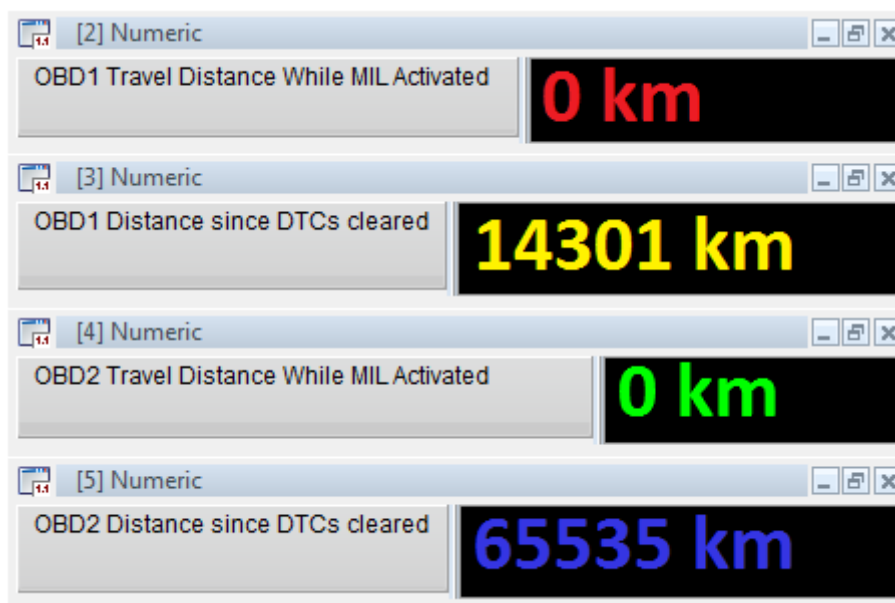 [2] Numeric
OBD1 Travel Distance While MIL Activated
0 km
[3] Numeric
OBD1 Distance since DTCs cleared
14301 km
[4] Numeric
OBD2 Travel Distance While MIL Activated
0 km
[5] Numeric
OBD2 Distance since DTCs cleared
65535 km